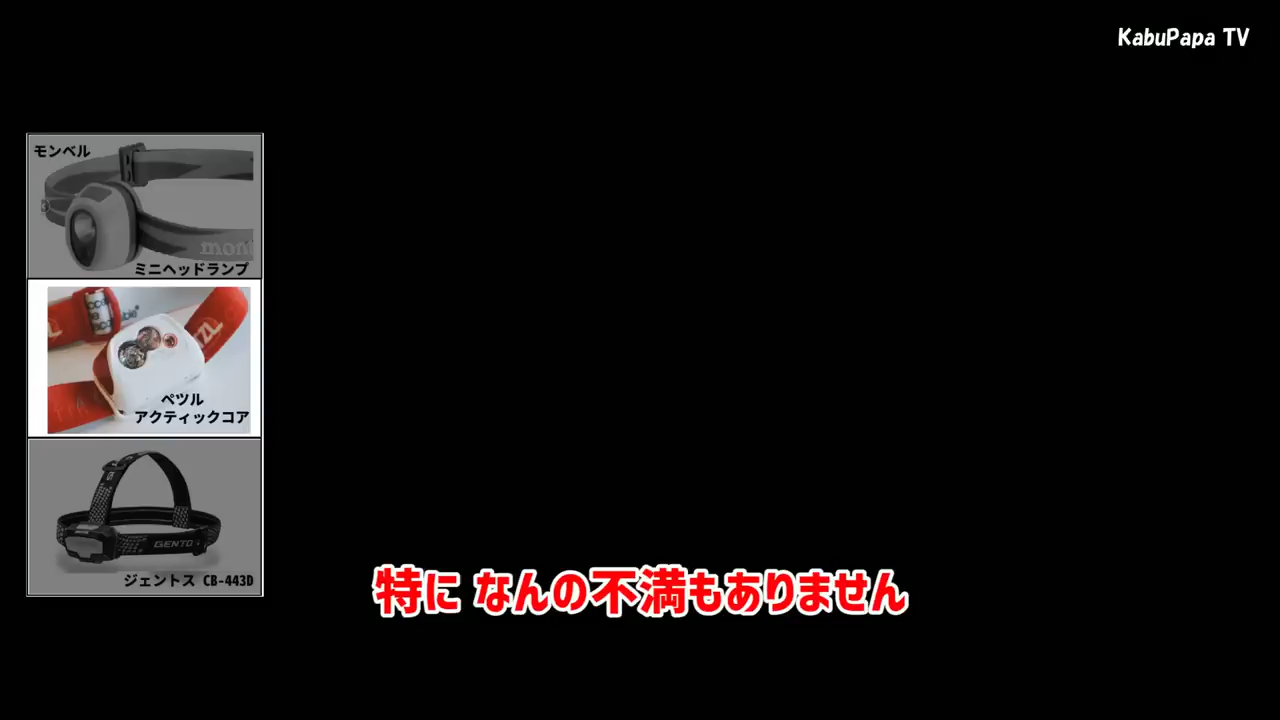 KabuPapa TV
モンベル
mont
ミニヘッドランプ
ペツル
アクティックコア
GENTO
ジェントス CB-443D
特に なんの不満もありません